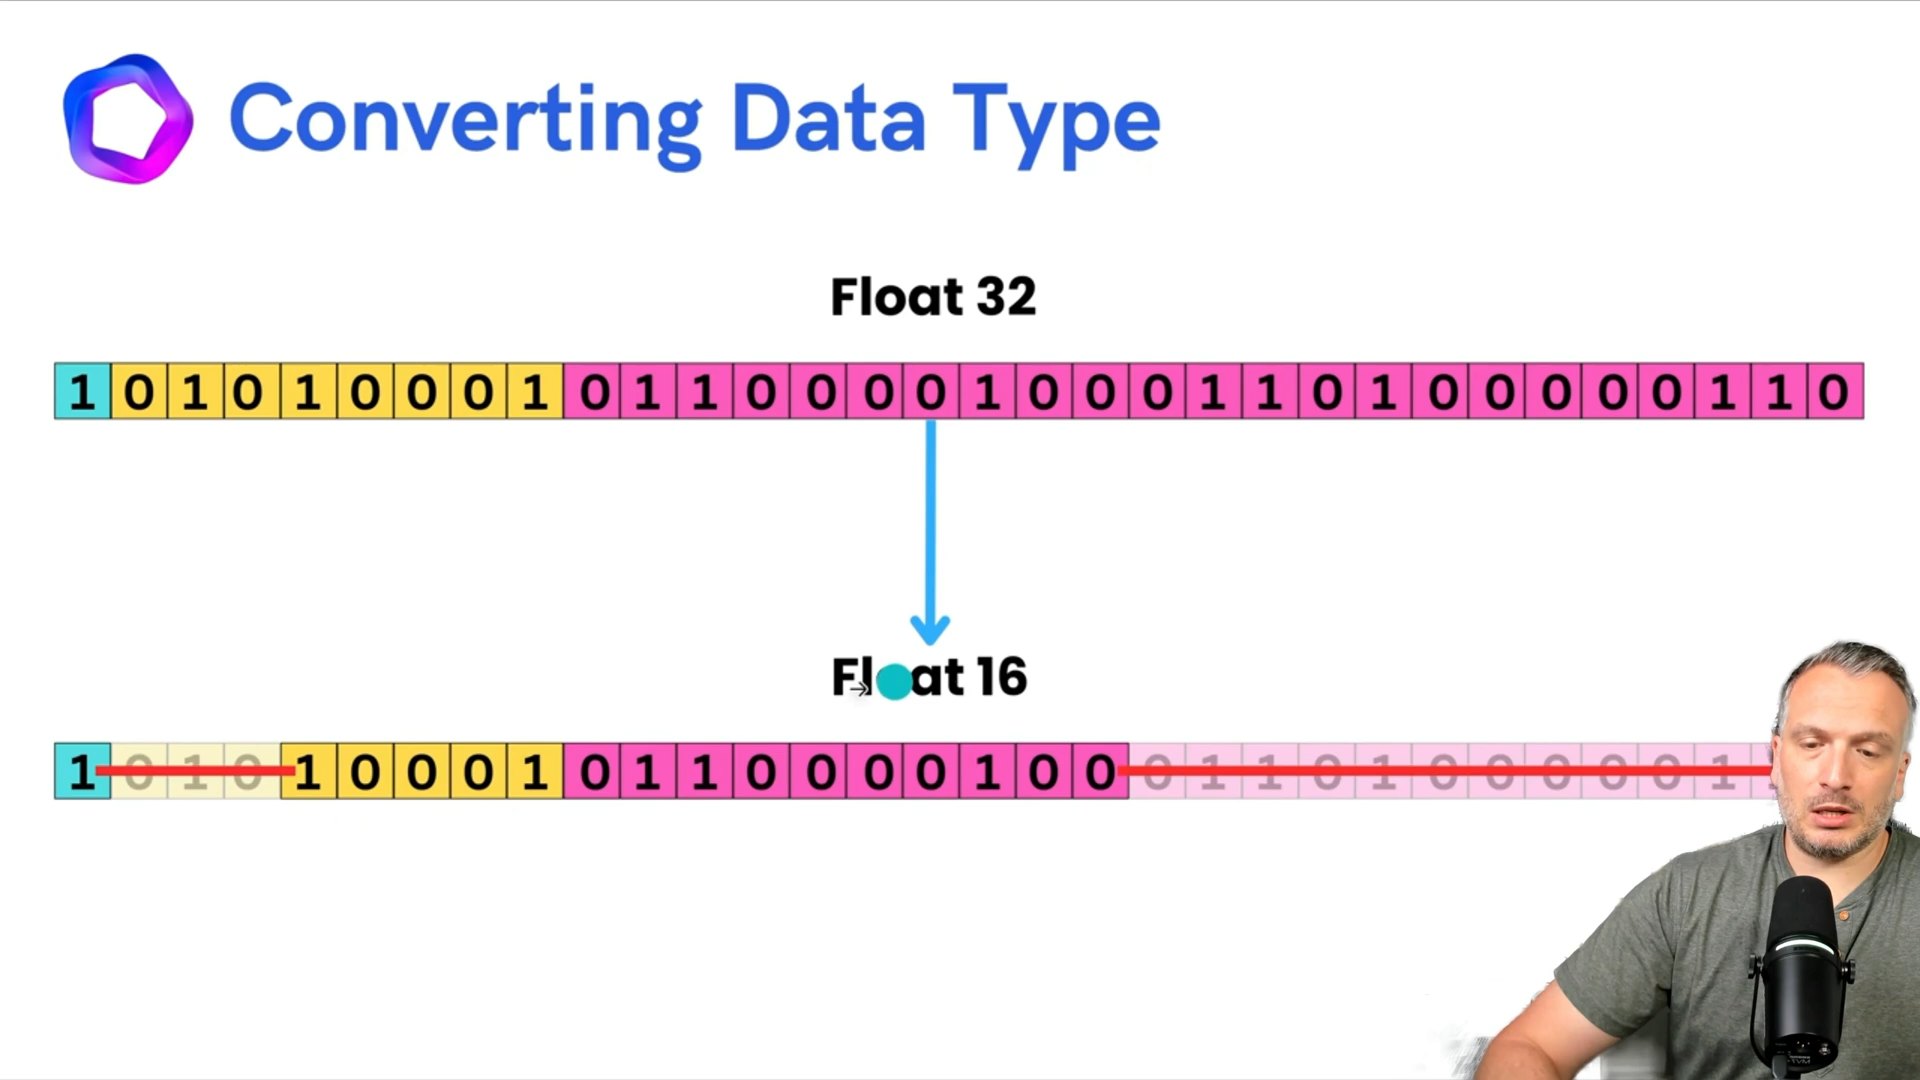 Converting Data Type
Float 32
1 0 1 0 1 0 0 0 1 0 1 1 0 0 0 0 1 0 0 0 1 1 0 1 0 0 0 0 0 1 1 0
Float 16
1 0 1 0 1 0 0 0 1 0 1 1 0 0 0 0 1 0 0 0 1 1 0 1 0 0 0 0 0 1